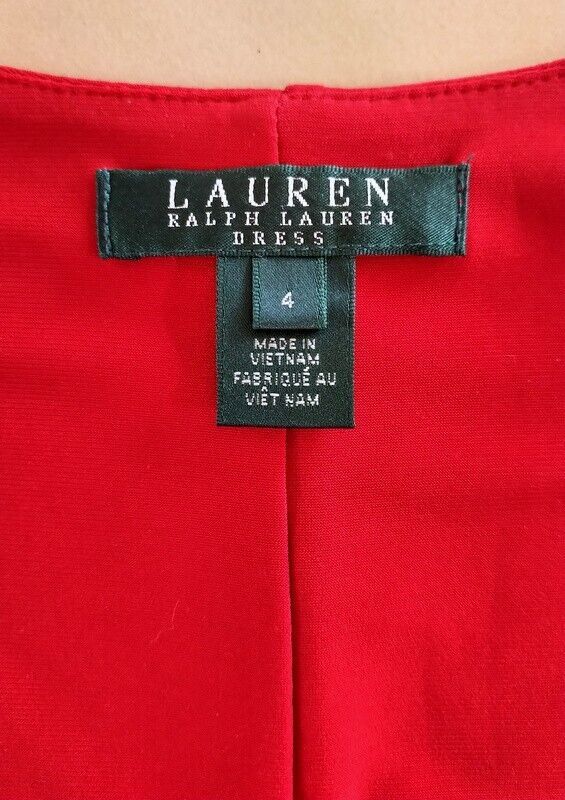 LAUREN
RALPH LAUREN
DRESS
4
MADE IN
VIETNAM
FABRIQUÉ AU
VIÊT NAM